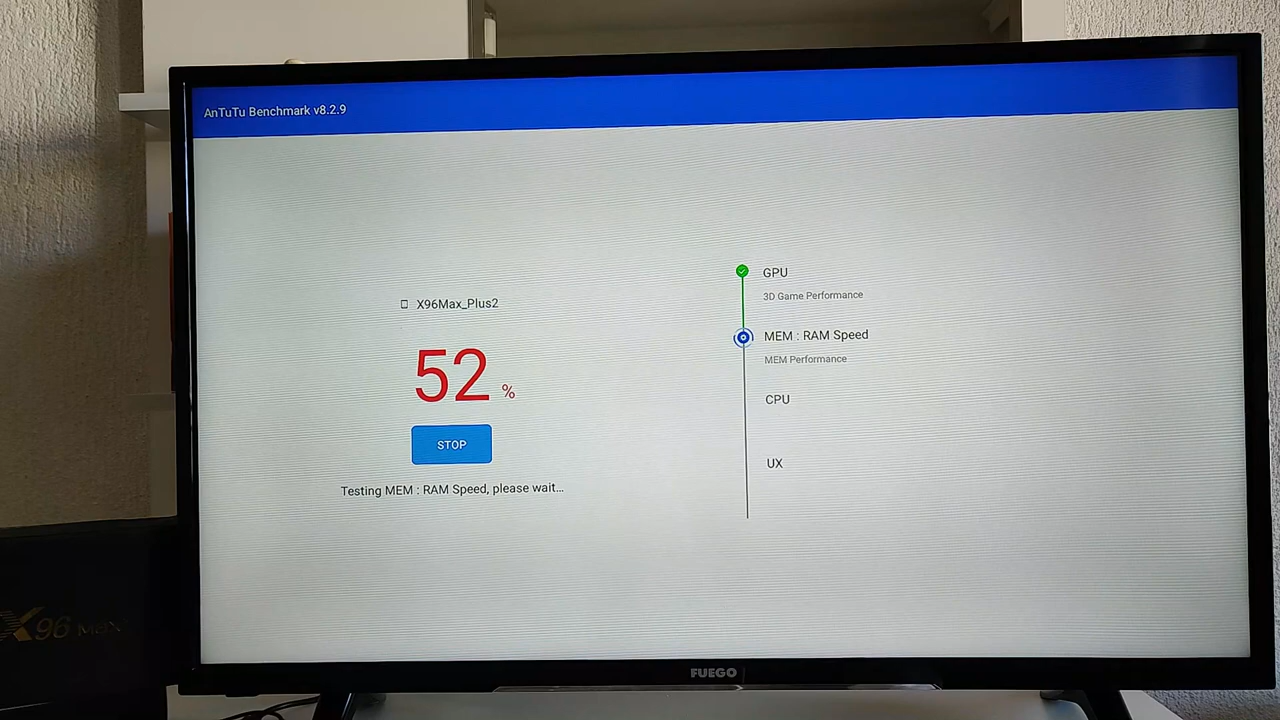 AnTuTu Benchmark v8.2.9
X96Max_Plus2
52 %
STOP
Testing MEM : RAM Speed, please wait...
GPU
3D Game Performance
MEM : RAM Speed
MEM Performance
CPU
UX
X96 MAX
FUEGO